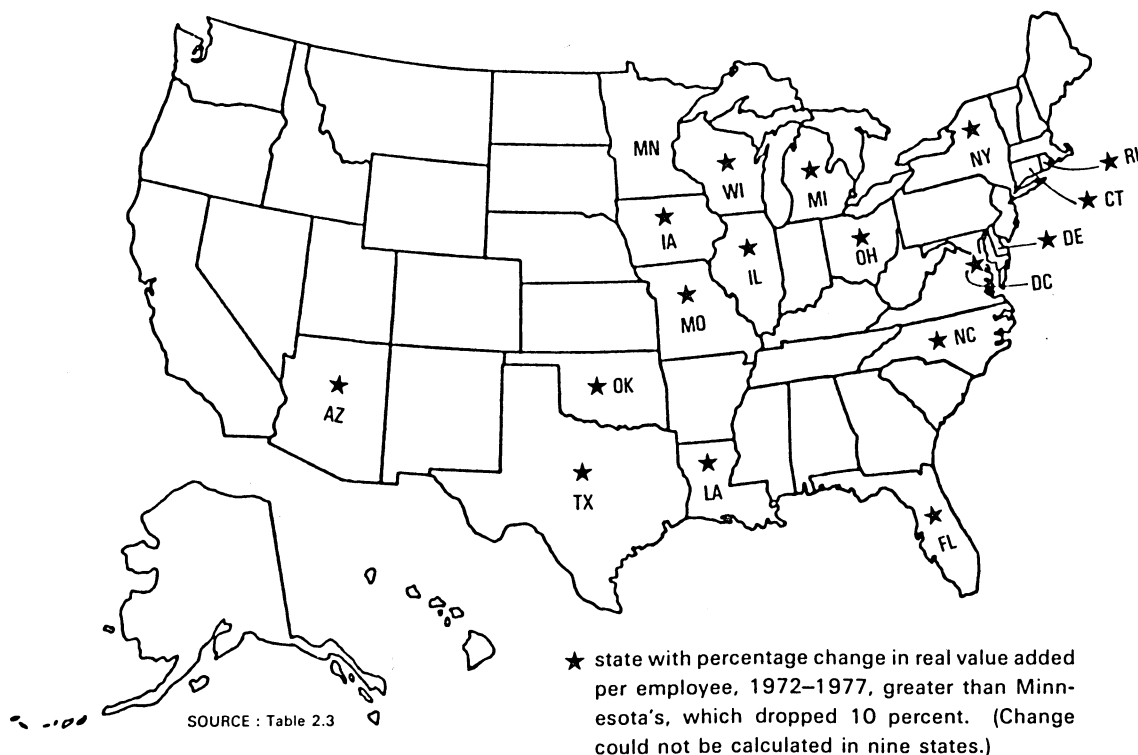 MN
WI
MI
NY
RI
CT
DE
DC
IA
IL
OH
MO
NC
AZ
OK
TX
LA
FL
★ state with percentage change in real value added
per employee, 1972–1977, greater than Minn-
esota's, which dropped 10 percent. (Change
could not be calculated in nine states.)
SOURCE : Table 2.3